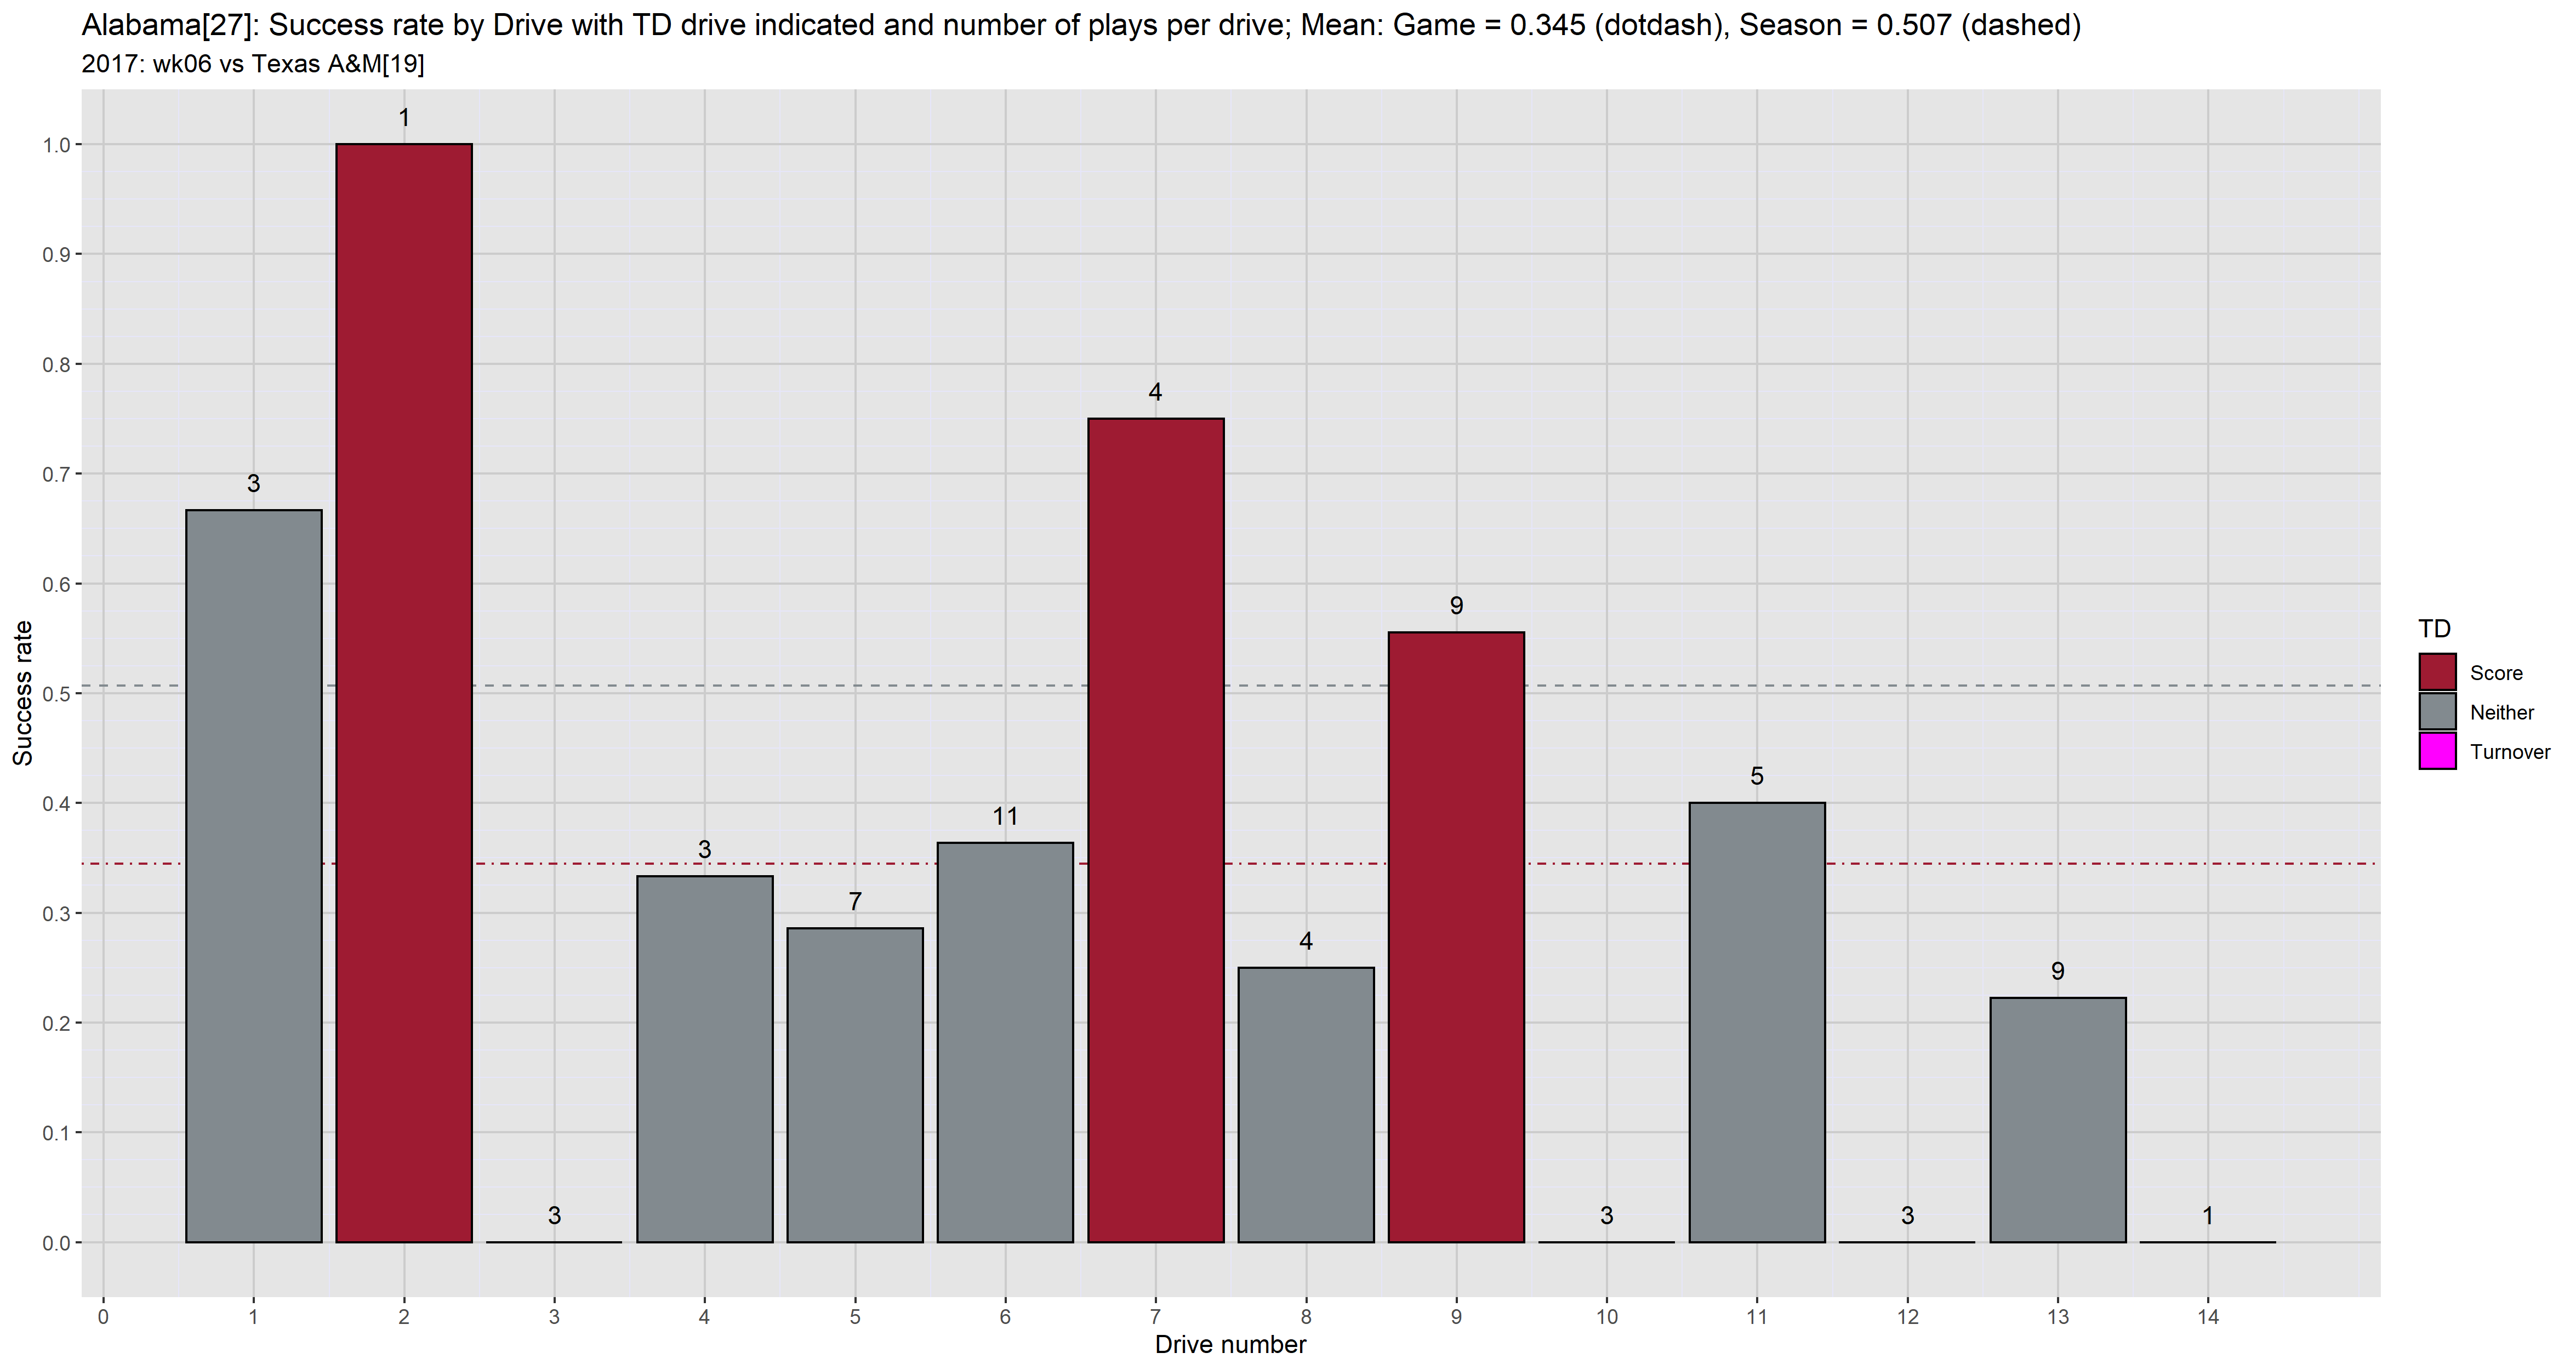 Alabama[27]: Success rate by Drive with TD drive indicated and number of plays per drive; Mean: Game = 0.345 (dotdash), Season = 0.507 (dashed)
2017: wk06 vs Texas A&M[19]
1
1.0
0.9
0.8
4
0.7
3
0.6
9
TD
Score
Success rate
0.5
Neither
Turnover
5
0.4
11
3
7
0.3
4
9
0.2
0.1
3
3
3
1
0.0
0 1 2 3 4 5 6 7 8 9 10 11 12 13 14
Drive number